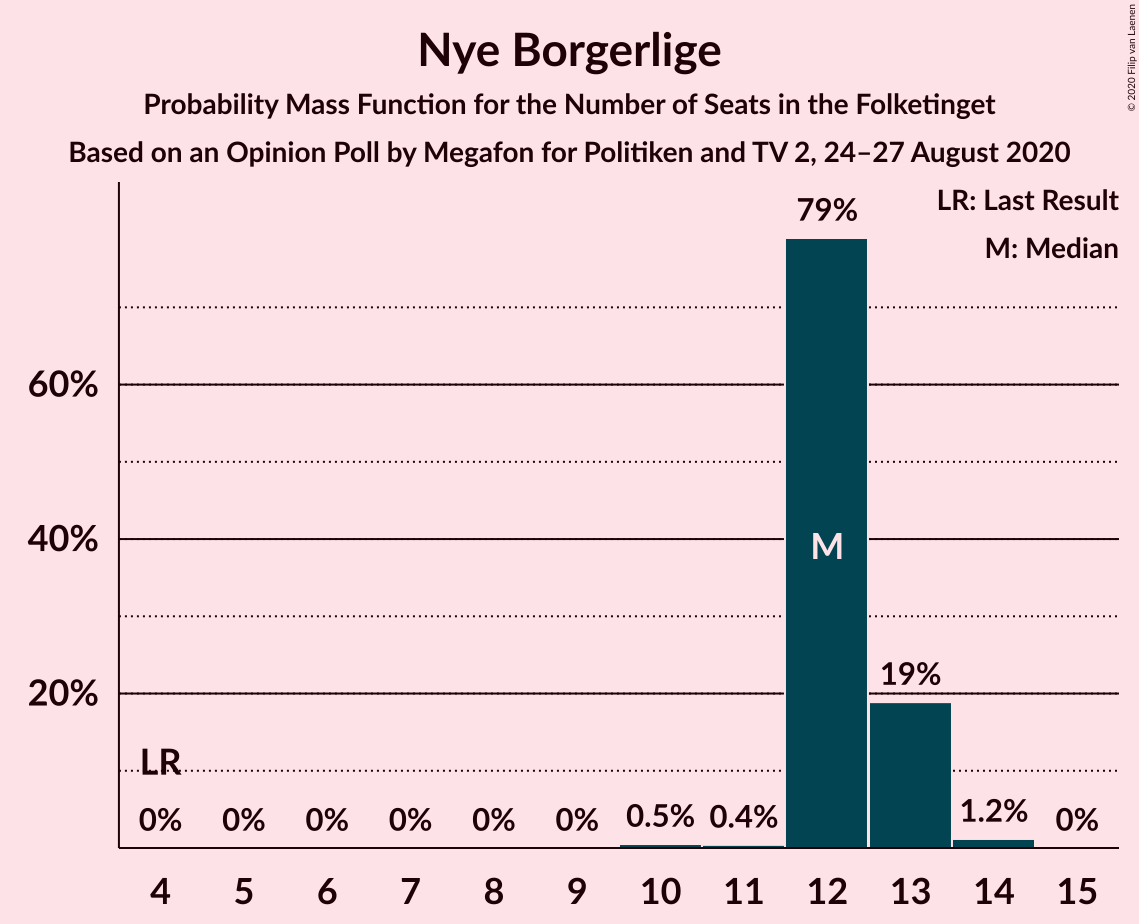 Nye Borgerlige
Probability Mass Function for the Number of Seats in the Folketinget
Based on an Opinion Poll by Megafon for Politiken and TV 2, 24–27 August 2020
© 2020 Filip van Laenen
LR: Last Result
M: Median
79%
60%
40%
M
20%
19%
LR
0% 0% 0% 0% 0% 0% 0.5% 0.4% 1.2% 0%
4 5 6 7 8 9 10 11 12 13 14 15